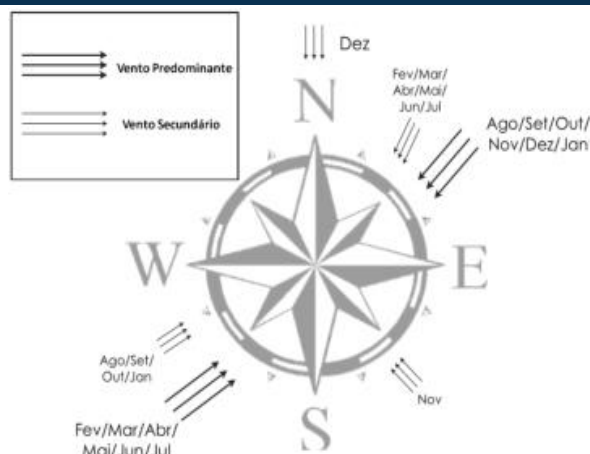 Vento Predominante
Vento Secundário
Dez
N
Fev/Mar/
Abr/Mai/
Jun/Jul
Ago/Set/Out/
Nov/Dez/Jan
W
E
Ago/Set/
Out/Jan
Nov
Fev/Mar/Abr/
Mai/Jun/Jul
S